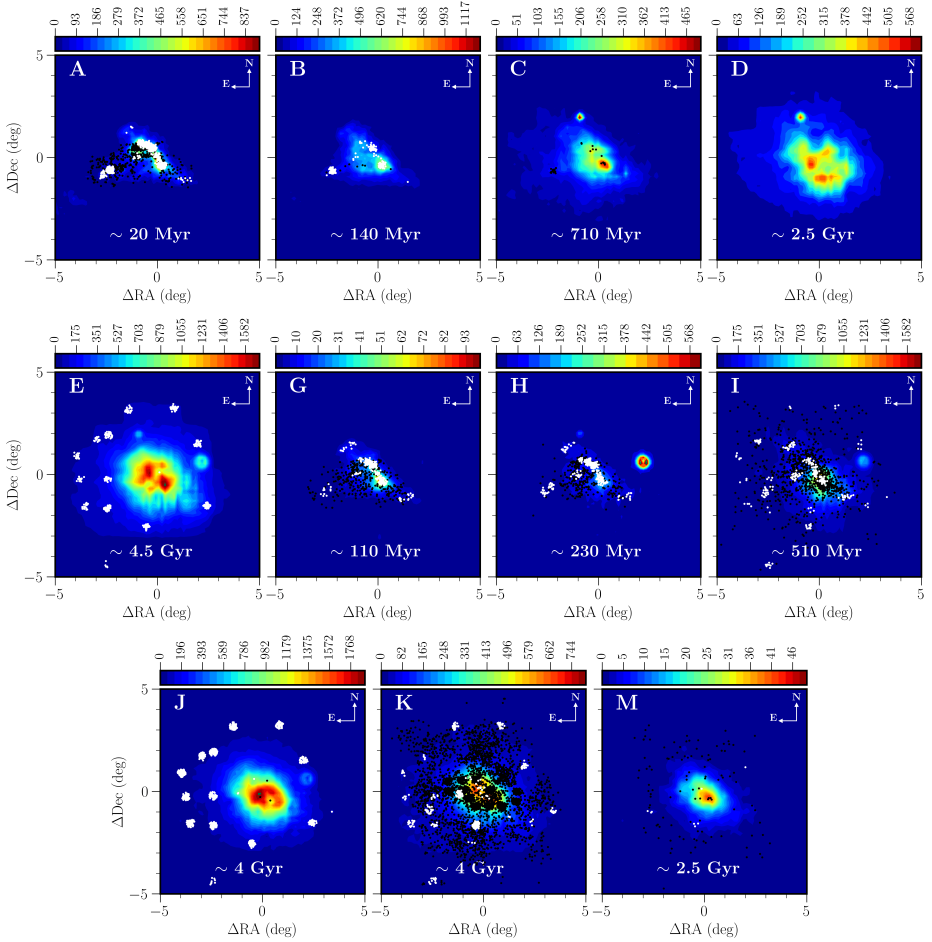 0 93 186 279 372 465 558 651 744 837
0 124 248 372 496 620 744 868 993 1117
0 51 103 155 206 258 310 362 413 465
0 63 126 189 252 315 378 442 505 568
5 A N E ~ 20 Myr
B N E ~ 140 Myr
C N E ~ 710 Myr
D N E ~ 2.5 Gyr
ΔDec (deg)
0
−5
−5 0 5
−5 0 5
−5 0 5
−5 0 5
ΔRA (deg) ΔRA (deg) ΔRA (deg) ΔRA (deg)
0 175 351 527 703 879 1055 1231 1406 1582
0 10 20 31 41 51 62 72 82 93
0 63 126 189 252 315 378 442 505 568
0 175 351 527 703 879 1055 1231 1406 1582
5 E N E ~ 4.5 Gyr
G N E ~ 110 Myr
H N E ~ 230 Myr
I N E ~ 510 Myr
ΔDec (deg)
0
−5
−5 0 5
−5 0 5
−5 0 5
−5 0 5
ΔRA (deg) ΔRA (deg) ΔRA (deg) ΔRA (deg)
0 196 393 589 786 982 1179 1375 1572 1768
0 82 165 248 331 413 496 579 662 744
0 5 10 15 20 25 31 36 41 46
5 J N E ~ 4 Gyr
K N E ~ 4 Gyr
M N E ~ 2.5 Gyr
ΔDec (deg)
0
−5
−5 0 5
−5 0 5
−5 0 5
ΔRA (deg) ΔRA (deg) ΔRA (deg)